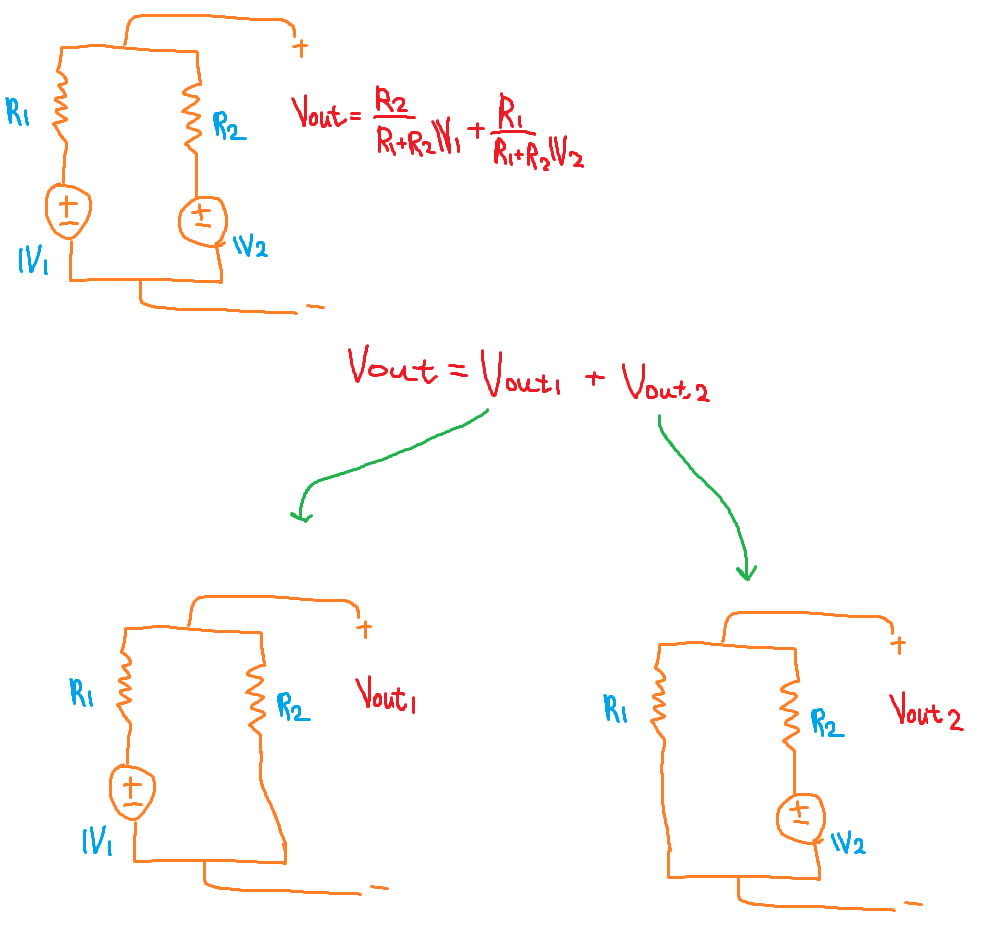 +
R1
R2
Vout = R2/(R1+R2) V1 + R1/(R1+R2) V2
+
−
+
−
V1
V2
−
Vout = Vout1 + Vout2
+
+
R1
R2
Vout1
R1
R2
Vout2
+
−
+
−
V1
V2
−
−